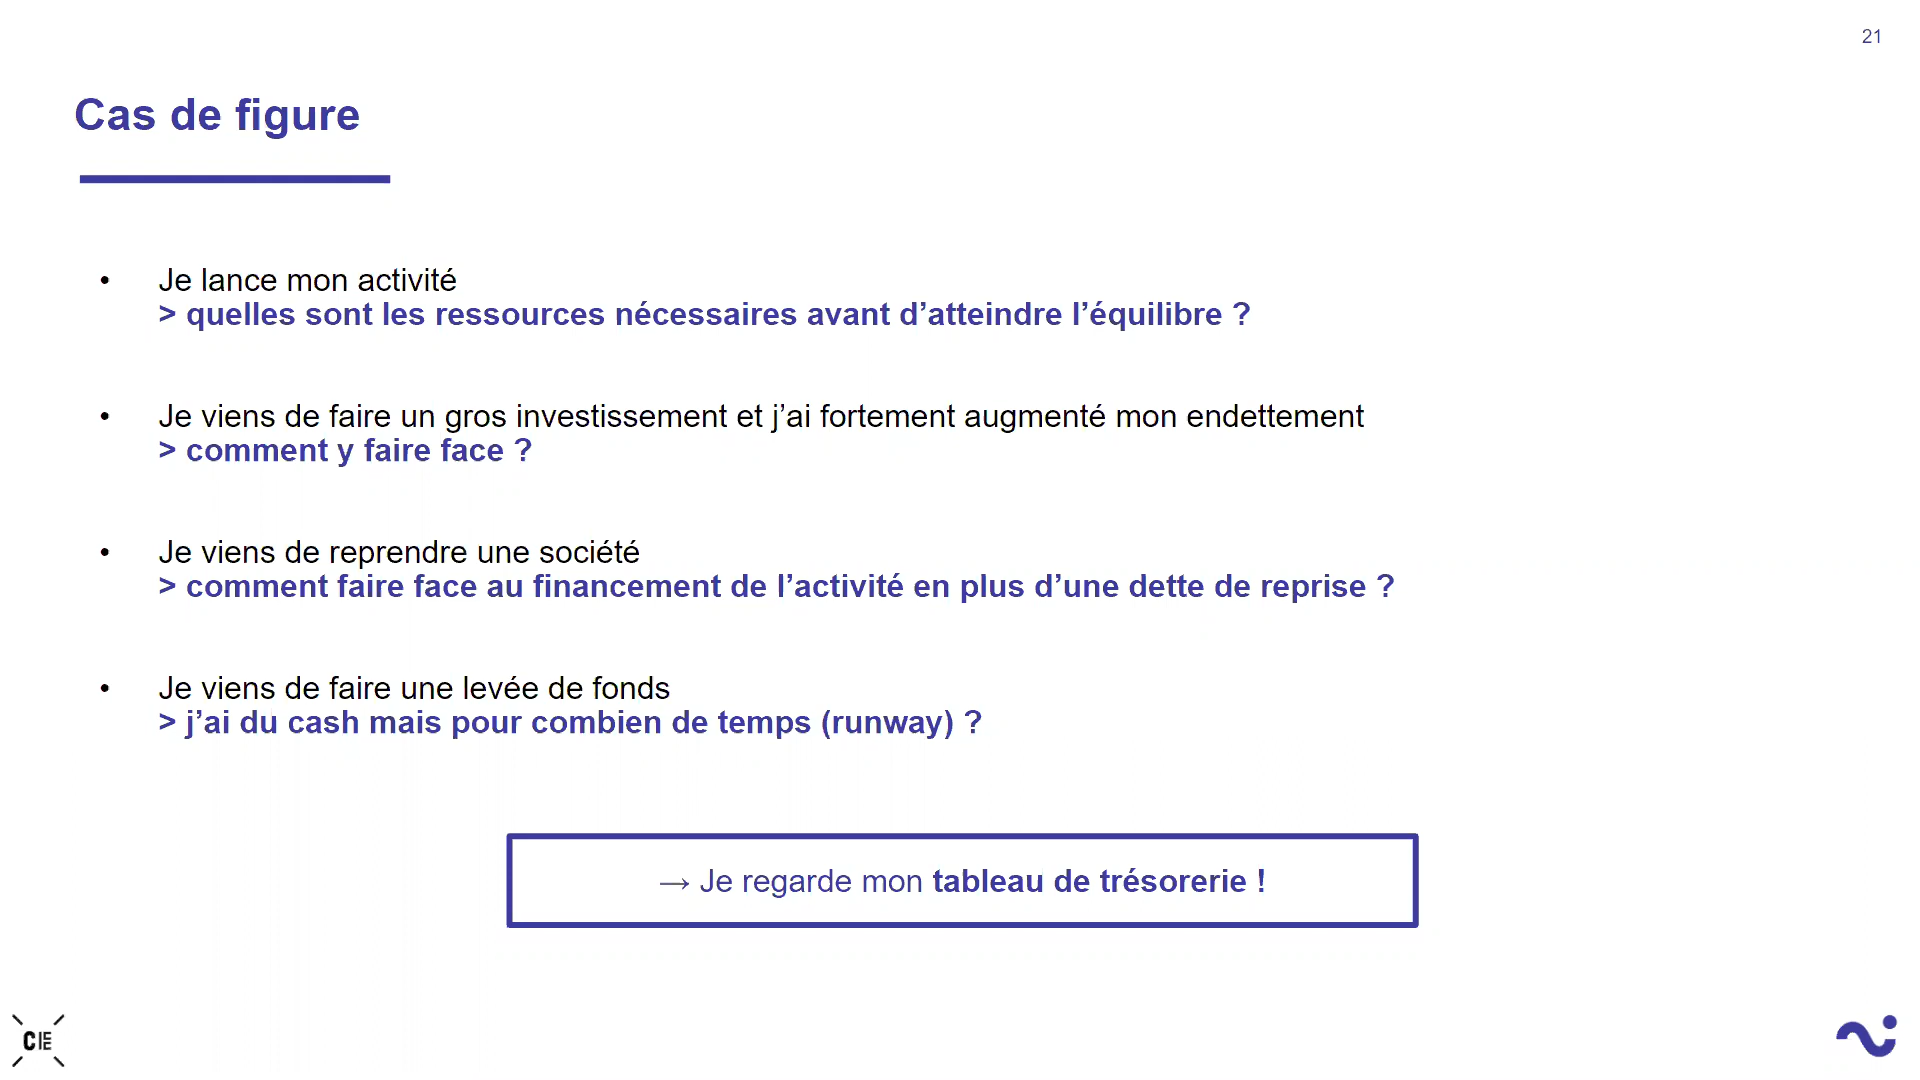 21
Cas de figure
• Je lance mon activité
> quelles sont les ressources nécessaires avant d’atteindre l’équilibre ?
• Je viens de faire un gros investissement et j’ai fortement augmenté mon endettement
> comment y faire face ?
• Je viens de reprendre une société
> comment faire face au financement de l’activité en plus d’une dette de reprise ?
• Je viens de faire une levée de fonds
> j’ai du cash mais pour combien de temps (runway) ?
→ Je regarde mon tableau de trésorerie !
CIE